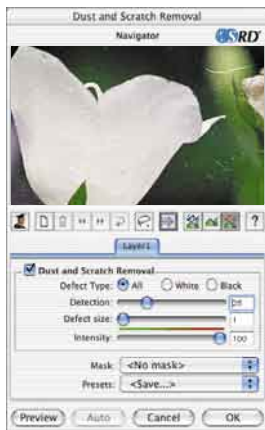 Dust and Scratch Removal
Navigator SRD
?
Layer1
Dust and Scratch Removal
Defect Type: All White Black
Detection:
Defect size: 1
Intensity: 100
Mask: <No mask>
Presets: <Save...>
Preview Auto Cancel OK